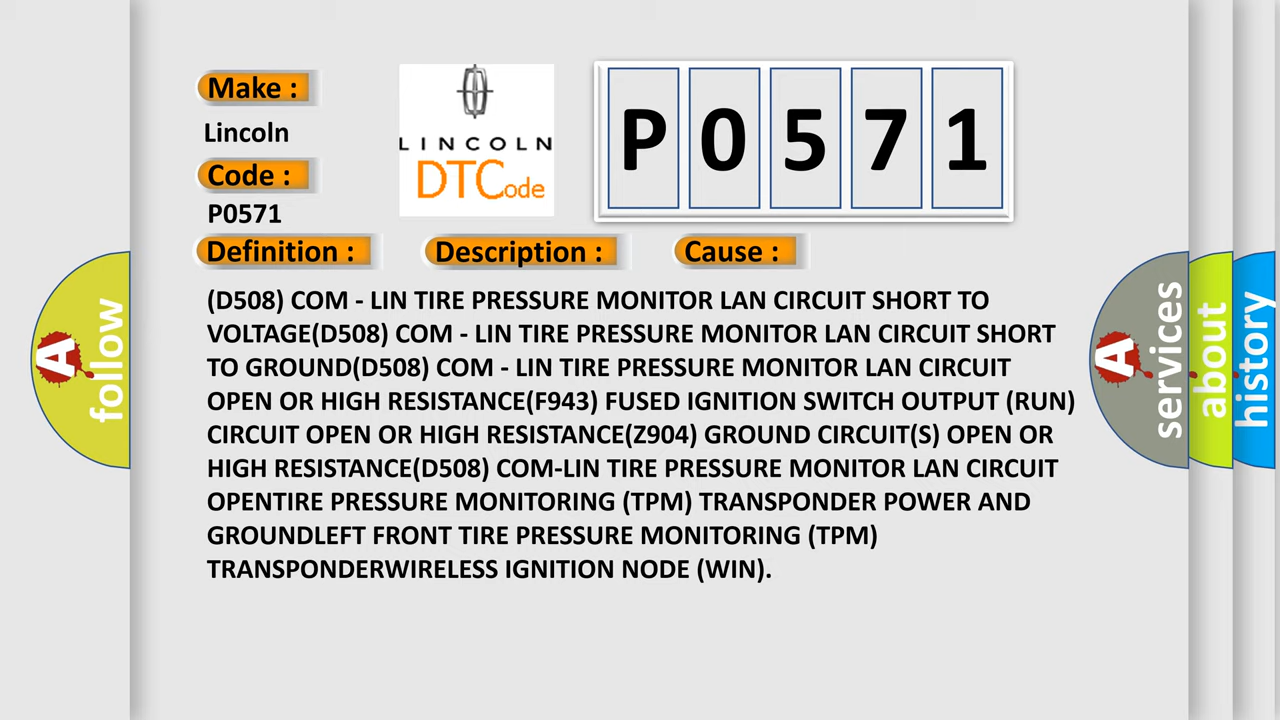 Make :
Lincoln
Code :
P0571
LINCOLN
DTCode
P0571
Definition :
Description :
Cause :
(D508) COM - LIN TIRE PRESSURE MONITOR LAN CIRCUIT SHORT TO
VOLTAGE(D508) COM - LIN TIRE PRESSURE MONITOR LAN CIRCUIT SHORT
TO GROUND(D508) COM - LIN TIRE PRESSURE MONITOR LAN CIRCUIT
OPEN OR HIGH RESISTANCE(F943) FUSED IGNITION SWITCH OUTPUT (RUN)
CIRCUIT OPEN OR HIGH RESISTANCE(Z904) GROUND CIRCUIT(S) OPEN OR
HIGH RESISTANCE(D508) COM-LIN TIRE PRESSURE MONITOR LAN CIRCUIT
OPENTIRE PRESSURE MONITORING (TPM) TRANSPONDER POWER AND
GROUNDLEFT FRONT TIRE PRESSURE MONITORING (TPM)
TRANSPONDERWIRELESS IGNITION NODE (WIN).
A
follow
A
services
about
history